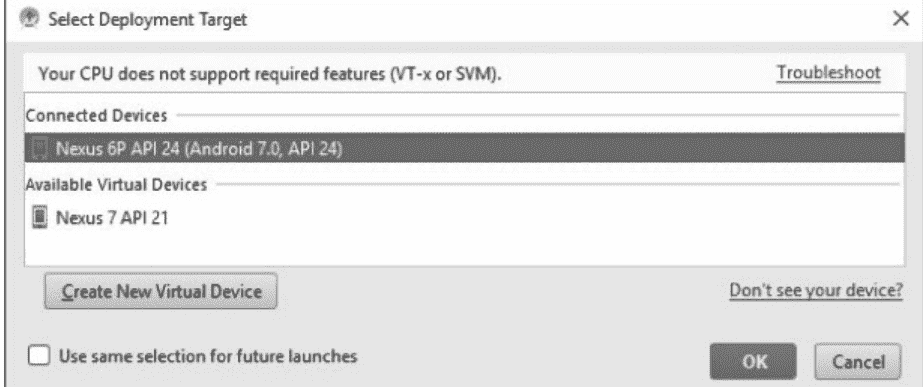 Select Deployment Target
Your CPU does not support required features (VT-x or SVM). Troubleshoot
Connected Devices
Nexus 6P API 24 (Android 7.0, API 24)
Available Virtual Devices
Nexus 7 API 21
Create New Virtual Device Don't see your device?
Use same selection for future launches OK Cancel